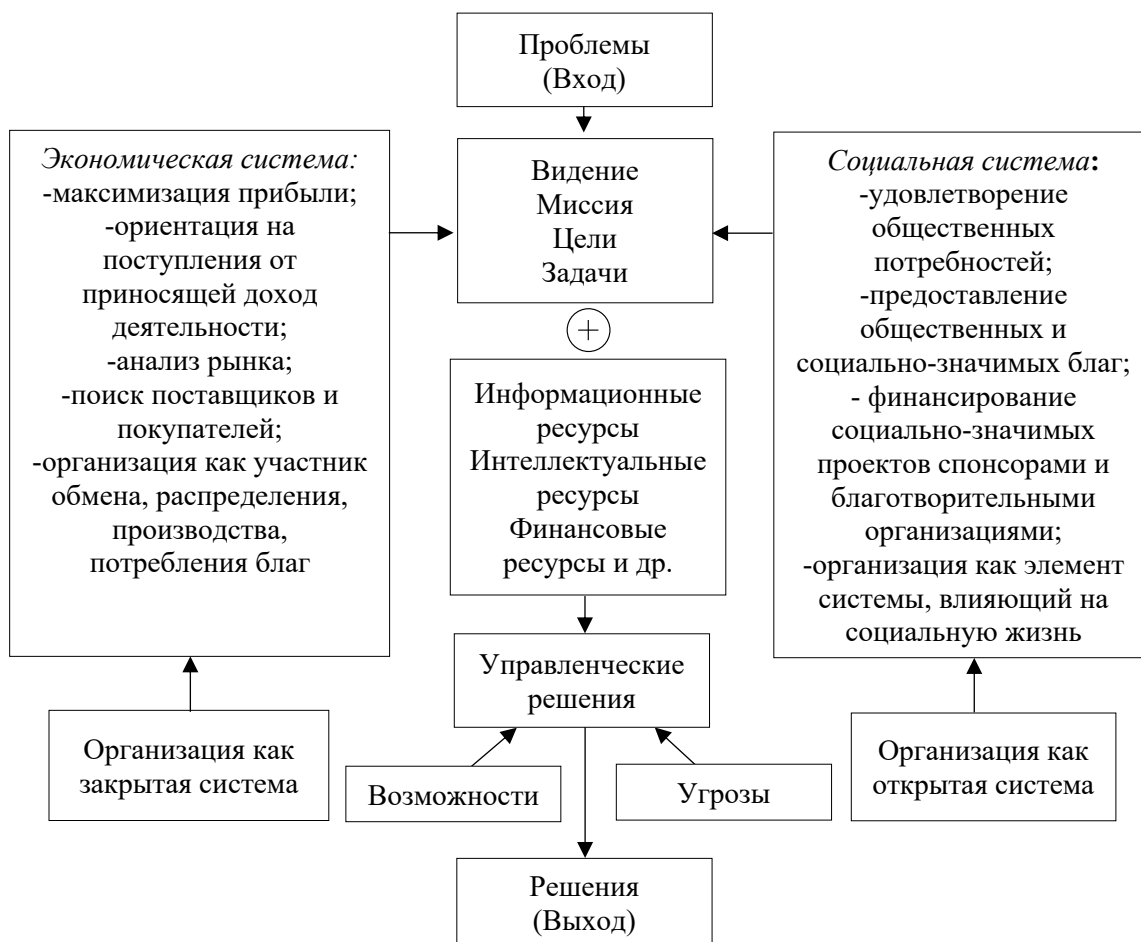 Проблемы
(Вход)
Экономическая система:
-максимизация прибыли;
-ориентация на
поступления от
приносящей доход
деятельности;
-анализ рынка;
-поиск поставщиков и
покупателей;
-организация как участник
обмена, распределения,
производства,
потребления благ
Видение
Миссия
Цели
Задачи
Социальная система:
-удовлетворение
общественных
потребностей;
-предоставление
общественных и
социально-значимых благ;
- финансирование
социально-значимых
проектов спонсорами и
благотворительными
организациями;
-организация как элемент
системы, влияющий на
социальную жизнь
+
Информационные
ресурсы
Интеллектуальные
ресурсы
Финансовые
ресурсы и др.
Управленческие
решения
Организация как
закрытая система
Возможности
Угрозы
Организация как
открытая система
Решения
(Выход)